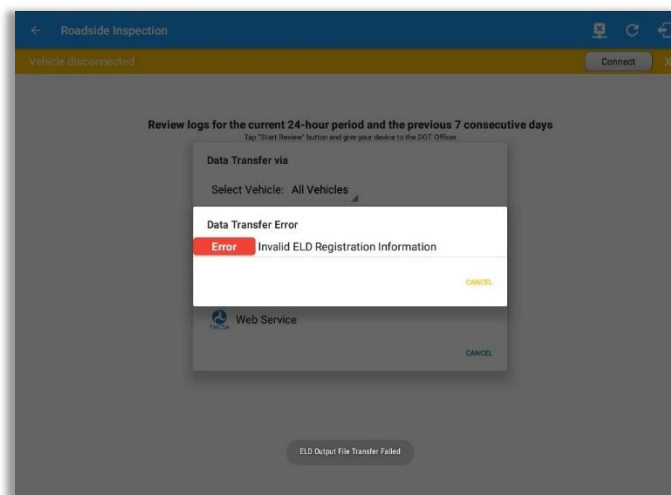 Roadside Inspection
Vehicle disconnected
Connect
X
Review logs for the current 24-hour period and the previous 7 consecutive days
Tap "Start Review" button and give your device to the DOT Officer
Data Transfer via
Select Vehicle: All Vehicles
Data Transfer Error
Error Invalid ELD Registration Information
CANCEL
FMCSA Web Service
CANCEL
ELD Output File Transfer Failed